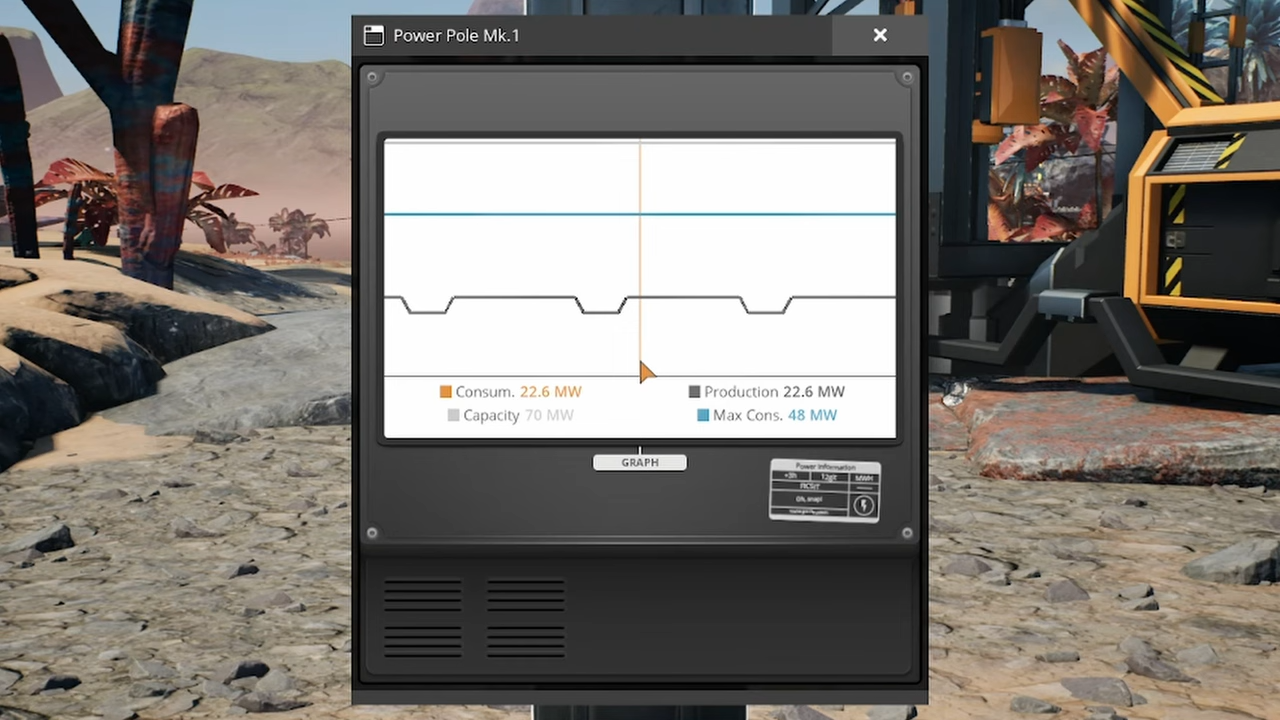 Power Pole Mk.1
Consum. 22.6 MW
Production 22.6 MW
Capacity 70 MW
Max Cons. 48 MW
GRAPH
Power Information
MWH